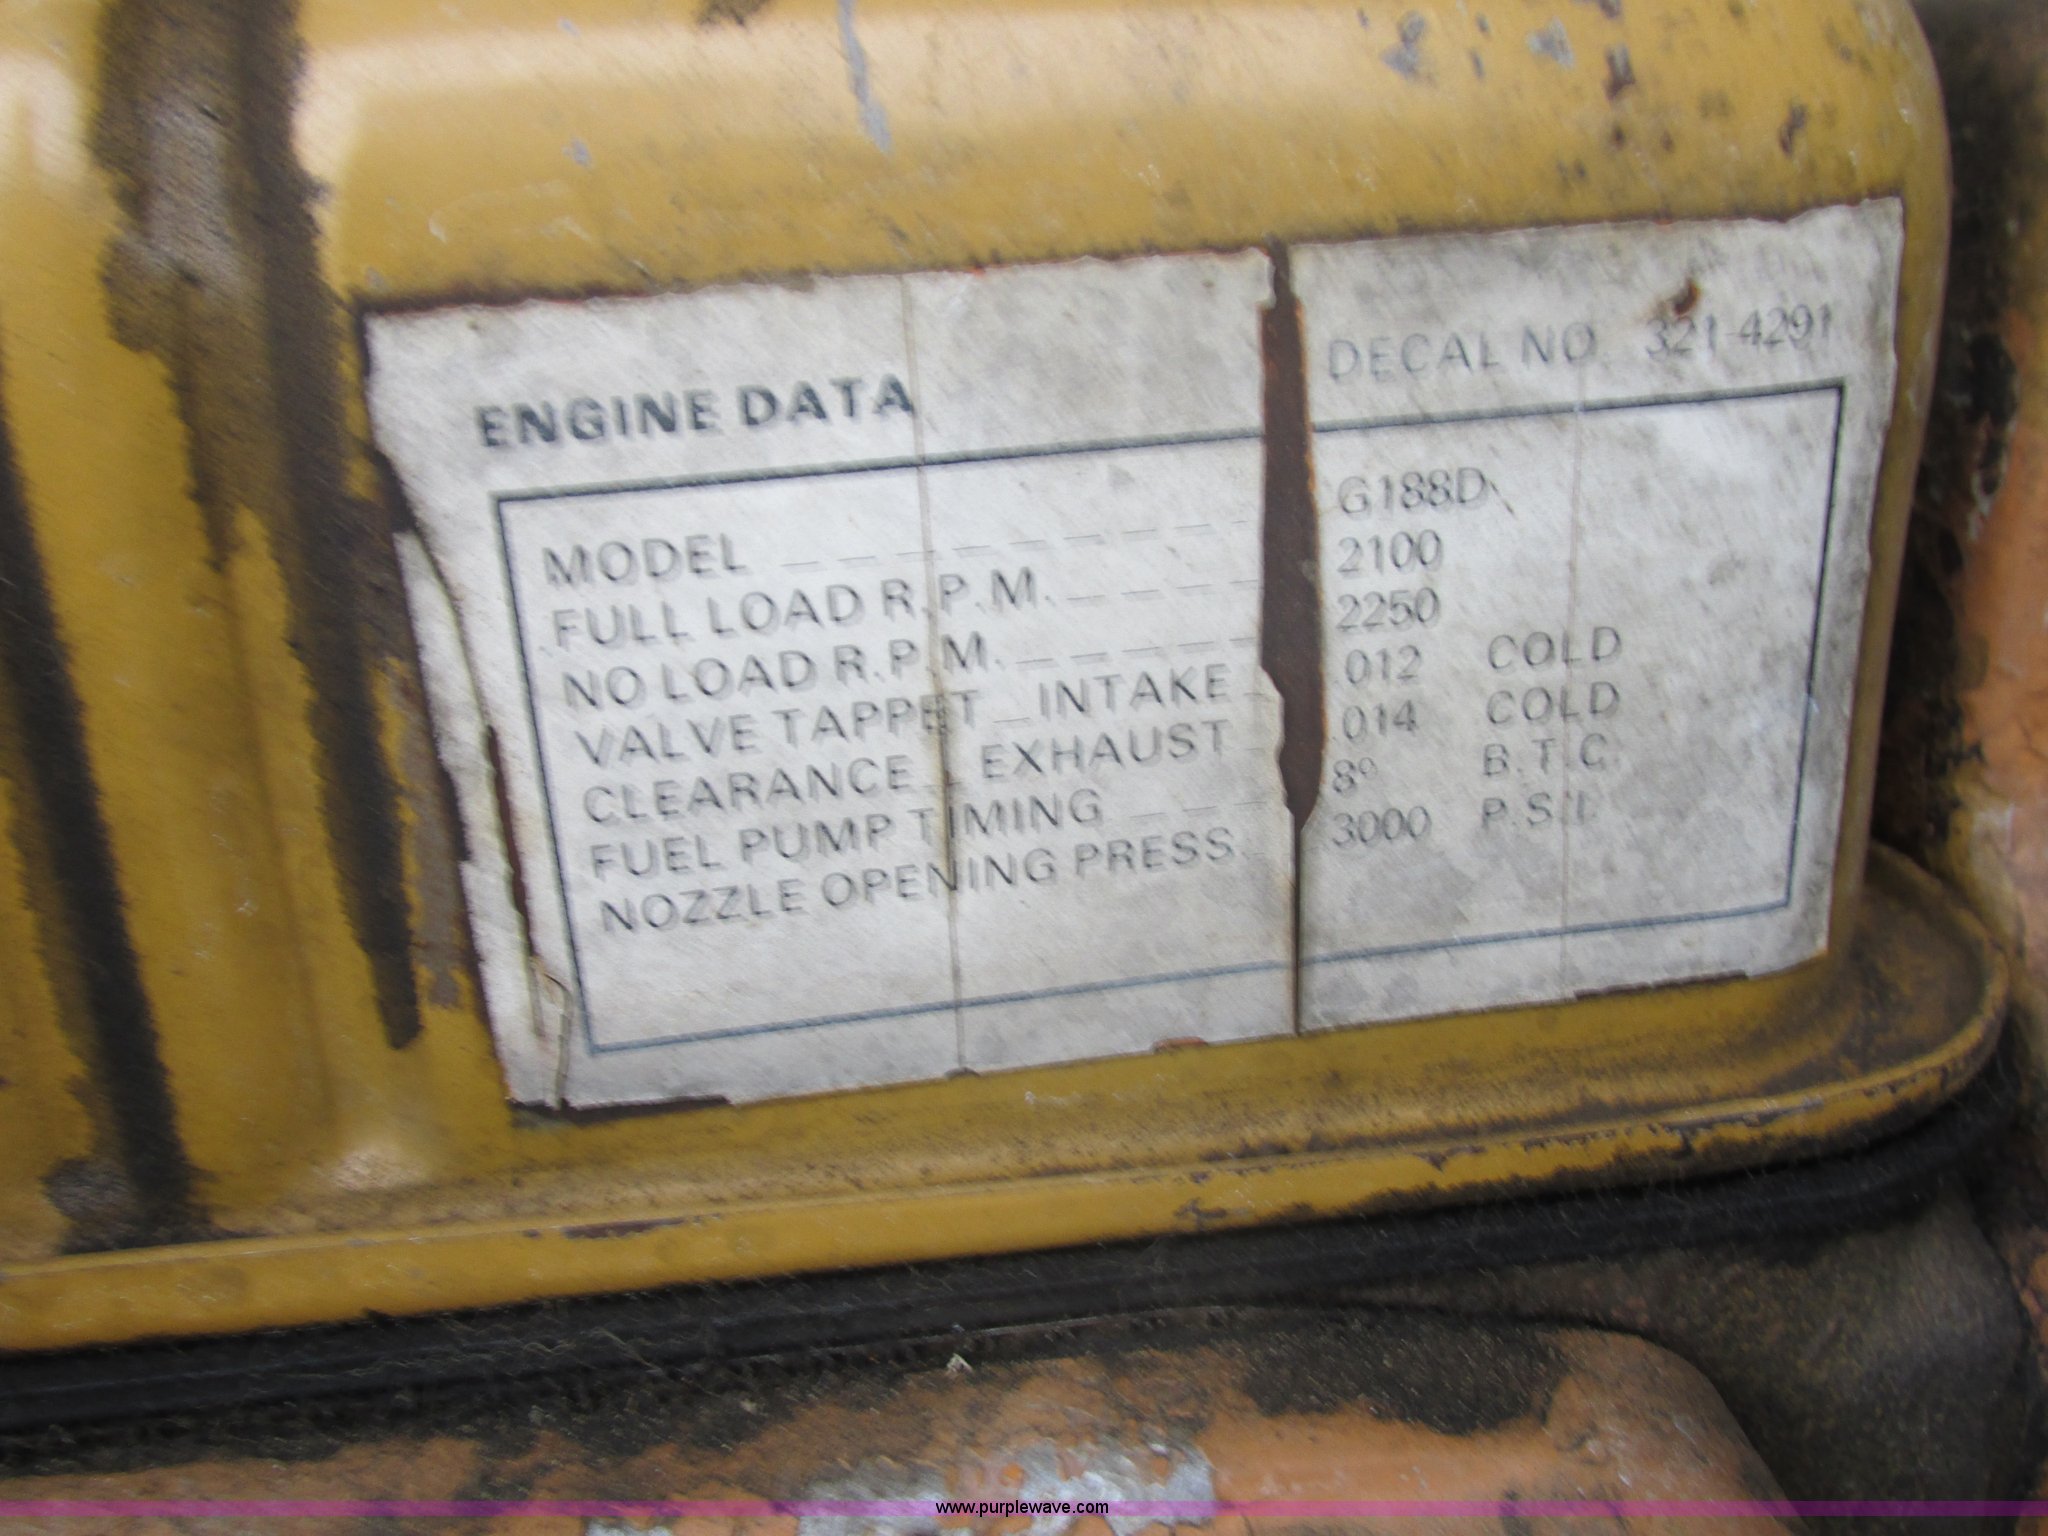 ENGINE DATA DECAL NO. 321-4291
MODEL _ _ _ _ _ _ _ _ G188D
FULL LOAD R.P.M. _ _ _ _ 2100
NO LOAD R.P.M. _ _ _ _ _ 2250
VALVE TAPPET _ INTAKE _ .012 COLD
CLEARANCE _ EXHAUST _ .014 COLD
FUEL PUMP TIMING _ _ _ 8° B.T.C.
NOZZLE OPENING PRESS. _ 3000 P.S.I.
www.purplewave.com